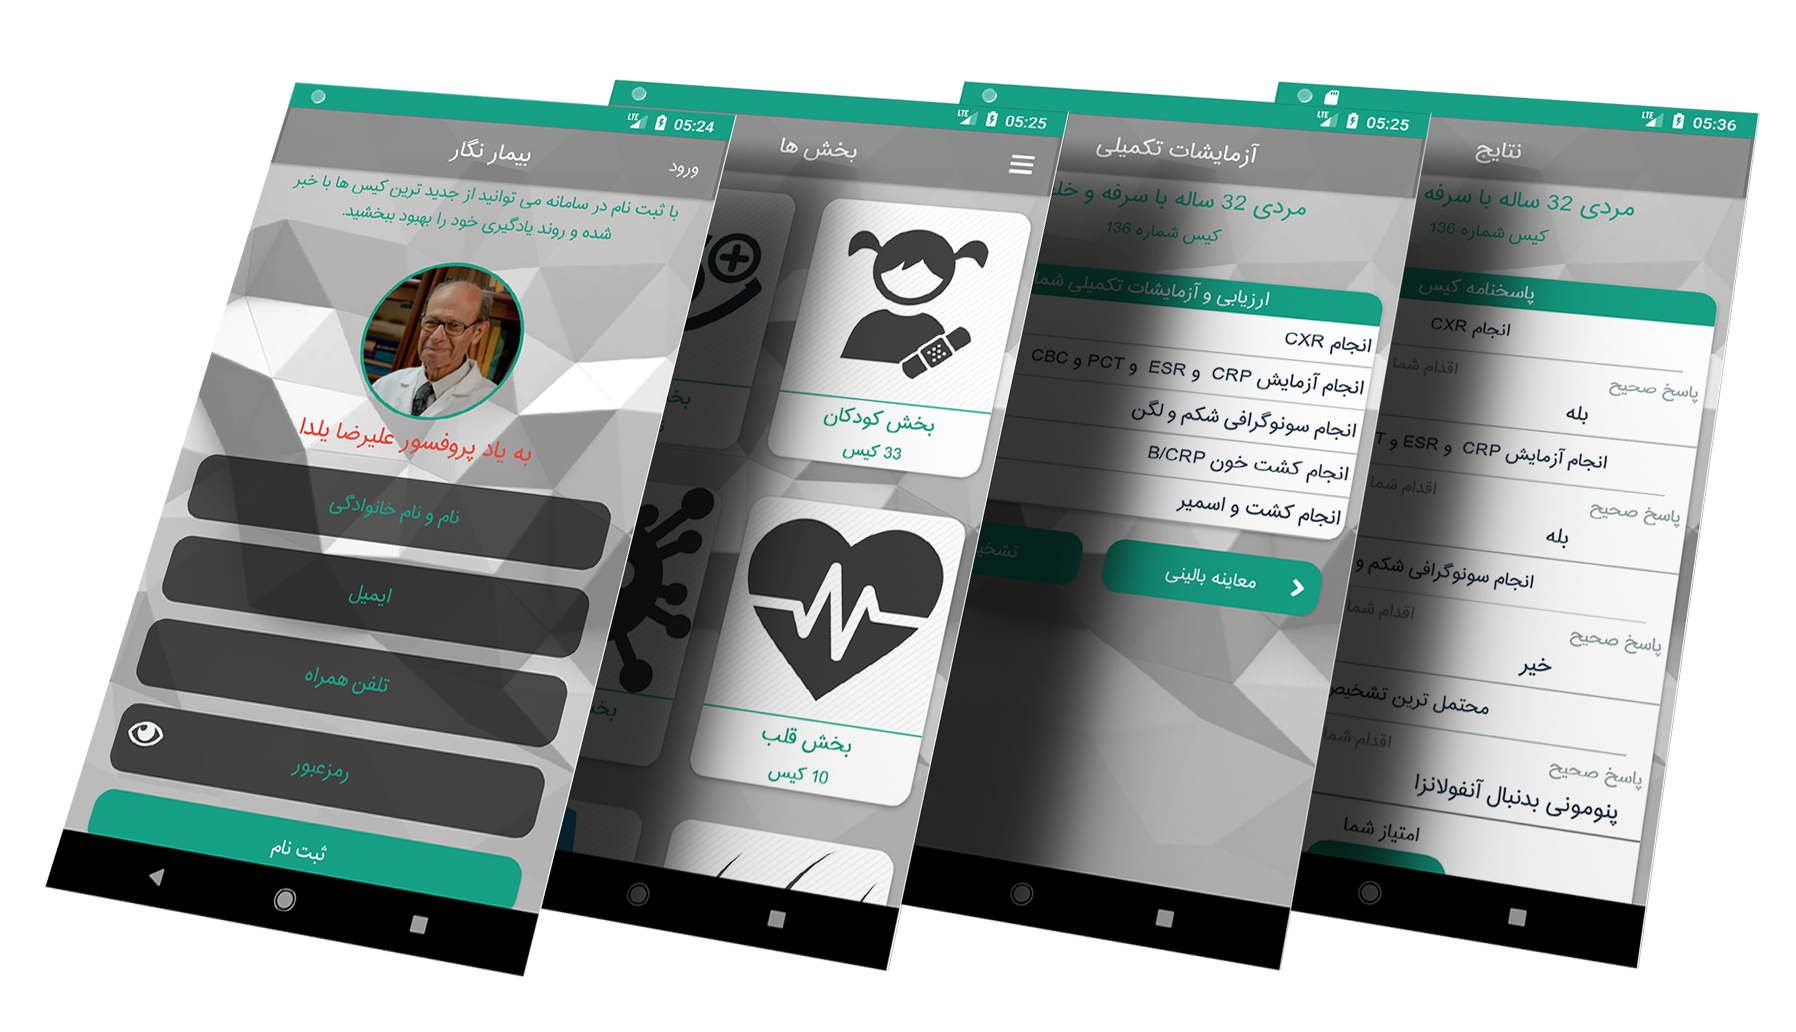 LTE 05:24
بیمار نگار
ورود
با ثبت نام در سامانه می توانید از جدید ترین کیس ها با خبر
شده و روند یادگیری خود را بهبود ببخشید.
به یاد پروفسور علیرضا یلدا
نام و نام خانوادگی
ایمیل
تلفن همراه
رمزعبور
ثبت نام
LTE 05:25
بخش ها
بخش کودکان
33 کیس
بخش قلب
10 کیس
LTE 05:25
آزمایشات تکمیلی
مردی 32 ساله با سرفه و
کیس شماره 136
ارزیابی و آزمایشات تکمیلی شما
انجام CXR
انجام آزمایش CRP و ESR و PCT و CBC
انجام سونوگرافی شکم و لگن
انجام کشت خون B/CRP
انجام کشت و اسمیر
معاینه بالینی
LTE 05:36
نتایج
مردی 32 ساله با سرفه
کیس شماره 136
پاسخنامه کیس
انجام CXR
اقدام شما
پاسخ صحیح
بله
انجام آزمایش CRP و ESR و
اقدام شما
پاسخ صحیح
بله
انجام سونوگرافی شکم و
اقدام شما
پاسخ صحیح
خیر
محتمل ترین تشخیص
اقدام شما
پاسخ صحیح
پنومونی بدنبال آنفولانزا
امتیاز شما